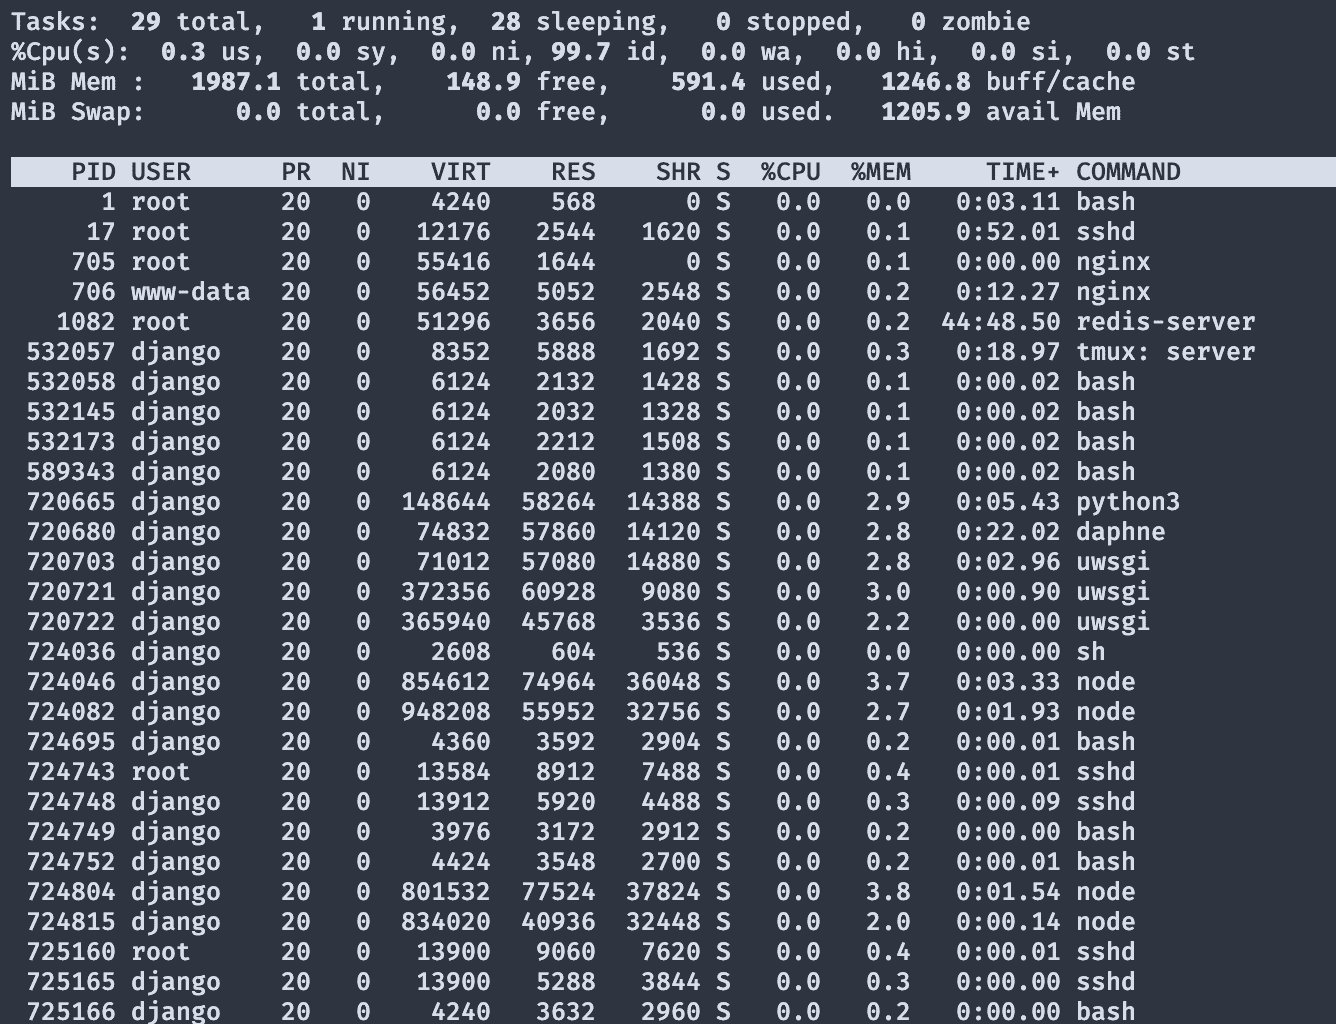 Tasks:  29 total,   1 running,  28 sleeping,   0 stopped,   0 zombie
%Cpu(s):  0.3 us,  0.0 sy,  0.0 ni, 99.7 id,  0.0 wa,  0.0 hi,  0.0 si,  0.0 st
MiB Mem :   1987.1 total,    148.9 free,    591.4 used,   1246.8 buff/cache
MiB Swap:      0.0 total,      0.0 free,      0.0 used.   1205.9 avail Mem
PID USER PR NI VIRT RES SHR S %CPU %MEM TIME+ COMMAND
1 root 20 0 4240 568 0 S 0.0 0.0 0:03.11 bash
17 root 20 0 12176 2544 1620 S 0.0 0.1 0:52.01 sshd
705 root 20 0 55416 1644 0 S 0.0 0.1 0:00.00 nginx
706 www-data 20 0 56452 5052 2548 S 0.0 0.2 0:12.27 nginx
1082 root 20 0 51296 3656 2040 S 0.0 0.2 44:48.50 redis-server
532057 django 20 0 8352 5888 1692 S 0.0 0.3 0:18.97 tmux: server
532058 django 20 0 6124 2132 1428 S 0.0 0.1 0:00.02 bash
532145 django 20 0 6124 2032 1328 S 0.0 0.1 0:00.02 bash
532173 django 20 0 6124 2212 1508 S 0.0 0.1 0:00.02 bash
589343 django 20 0 6124 2080 1380 S 0.0 0.1 0:00.02 bash
720665 django 20 0 148644 58264 14388 S 0.0 2.9 0:05.43 python3
720680 django 20 0 74832 57860 14120 S 0.0 2.8 0:22.02 daphne
720703 django 20 0 71012 57080 14880 S 0.0 2.8 0:02.96 uwsgi
720721 django 20 0 372356 60928 9080 S 0.0 3.0 0:00.90 uwsgi
720722 django 20 0 365940 45768 3536 S 0.0 2.2 0:00.00 uwsgi
724036 django 20 0 2608 604 536 S 0.0 0.0 0:00.00 sh
724046 django 20 0 854612 74964 36048 S 0.0 3.7 0:03.33 node
724082 django 20 0 948208 55952 32756 S 0.0 2.7 0:01.93 node
724695 django 20 0 4360 3592 2904 S 0.0 0.2 0:00.01 bash
724743 root 20 0 13584 8912 7488 S 0.0 0.4 0:00.01 sshd
724748 django 20 0 13912 5920 4488 S 0.0 0.3 0:00.09 sshd
724749 django 20 0 3976 3172 2912 S 0.0 0.2 0:00.00 bash
724752 django 20 0 4424 3548 2700 S 0.0 0.2 0:00.01 bash
724804 django 20 0 801532 77524 37824 S 0.0 3.8 0:01.54 node
724815 django 20 0 834020 40936 32448 S 0.0 2.0 0:00.14 node
725160 root 20 0 13900 9060 7620 S 0.0 0.4 0:00.01 sshd
725165 django 20 0 13900 5288 3844 S 0.0 0.3 0:00.00 sshd
725166 django 20 0 4240 3632 2960 S 0.0 0.2 0:00.00 bash